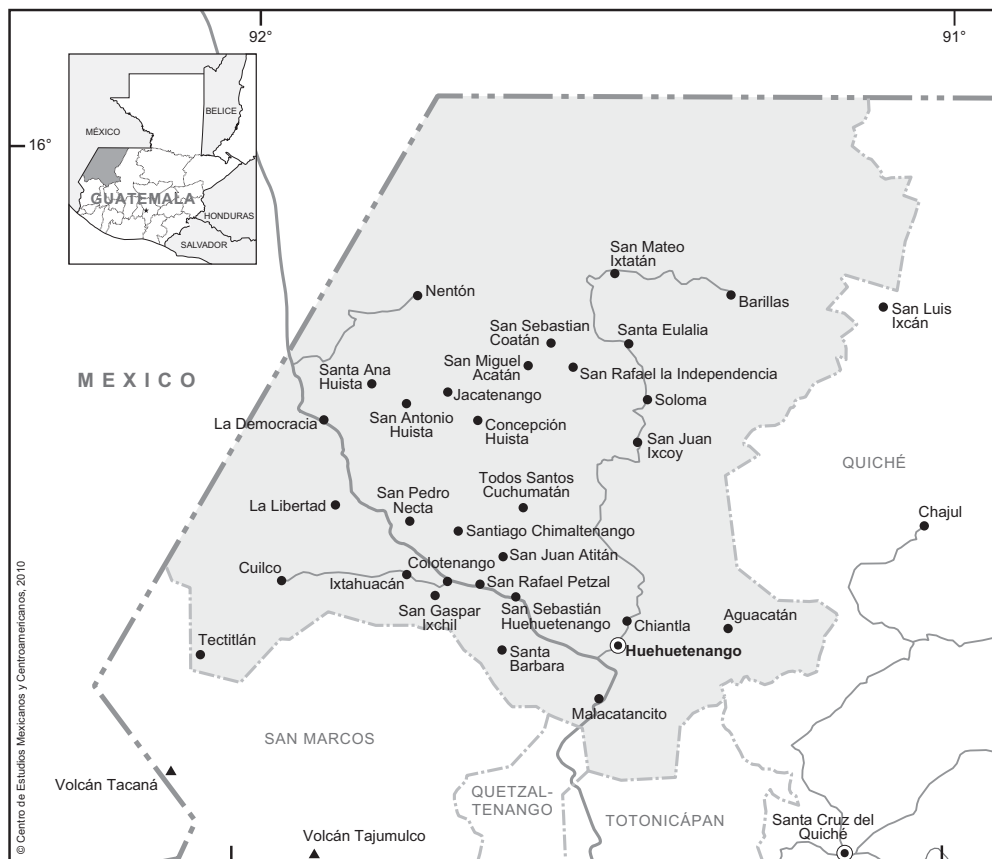 92°
91°
16°
MÉXICO
BELICE
GUATEMALA
HONDURAS
SALVADOR
San Mateo
Ixtatán
Nentón
Barillas
San Luis
Ixcán
San Sebastian
Coatán
Santa Eulalia
MEXICO
Santa Ana
Huista
San Miguel
Acatán
San Rafael la Independencia
Jacatenango
Soloma
La Democracia
San Antonio
Huista
Concepción
Huista
San Juan
Ixcoy
QUICHÉ
Todos Santos
Cuchumatán
La Libertad
San Pedro
Necta
Chajul
Santiago Chimaltenango
San Juan Atitán
Cuilco
Colotenango
Ixtahuacán
San Rafael Petzal
San Gaspar
Ixchil
San Sebastián
Huehuetenango
Chiantla
Aguacatán
Tectitlán
Santa
Barbara
Huehuetenango
Malacatancito
SAN MARCOS
Volcán Tacaná
QUETZAL-
TENANGO
TOTONICÁPAN
Santa Cruz del
Quiché
Volcán Tajumulco
© Centro de Estudios Mexicanos y Centroamericanos, 2010